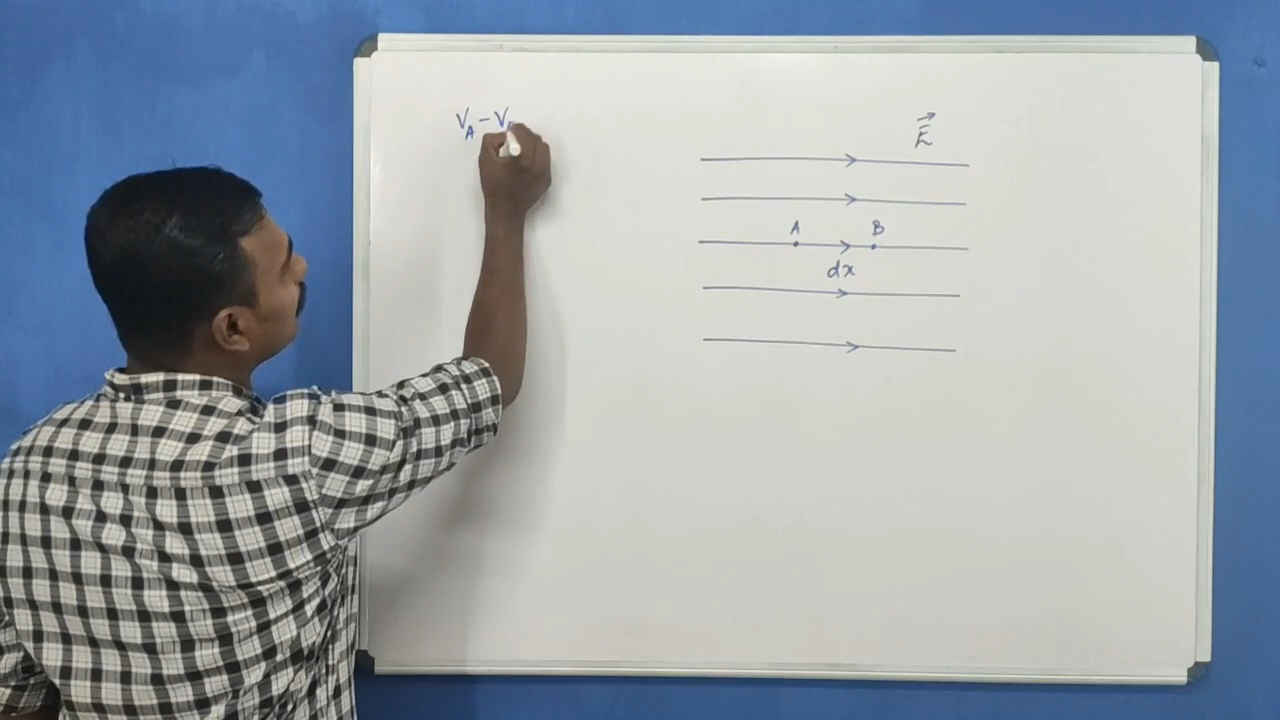 V_A - V
E⃗
A B
dx